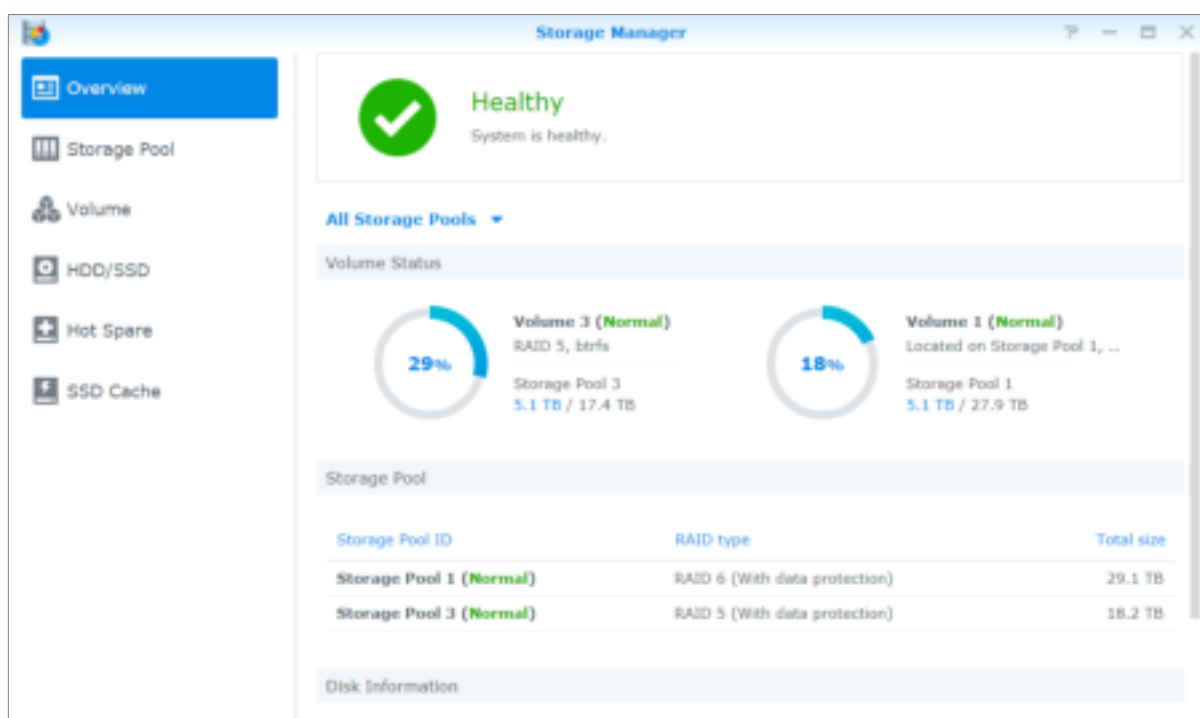 Storage Manager
?
Overview
Storage Pool
Volume
HDD/SSD
Hot Spare
SSD Cache
Healthy
System is healthy.
All Storage Pools
Volume Status
29%
Volume 3 (Normal)
RAID 5, btrfs
Storage Pool 3
5.1 TB / 17.4 TB
18%
Volume 1 (Normal)
Located on Storage Pool 1, ...
Storage Pool 1
5.1 TB / 27.9 TB
Storage Pool
Storage Pool ID RAID type Total size
Storage Pool 1 (Normal) RAID 6 (With data protection) 29.1 TB
Storage Pool 3 (Normal) RAID 5 (With data protection) 18.2 TB
Disk Information